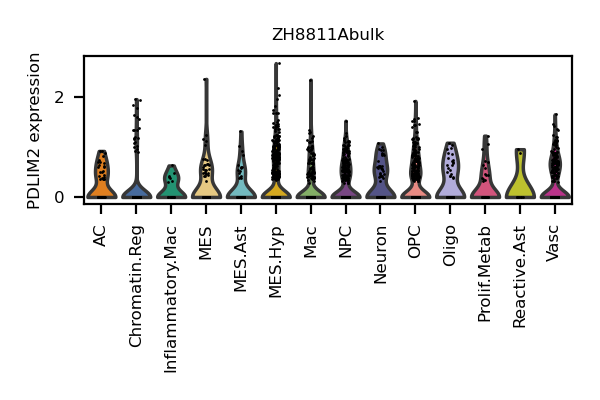 ZH8811Abulk
PDLIM2 expression
2
0
AC
Chromatin.Reg
Inflammatory.Mac
MES
MES.Ast
MES.Hyp
Mac
NPC
Neuron
OPC
Oligo
Prolif.Metab
Reactive.Ast
Vasc